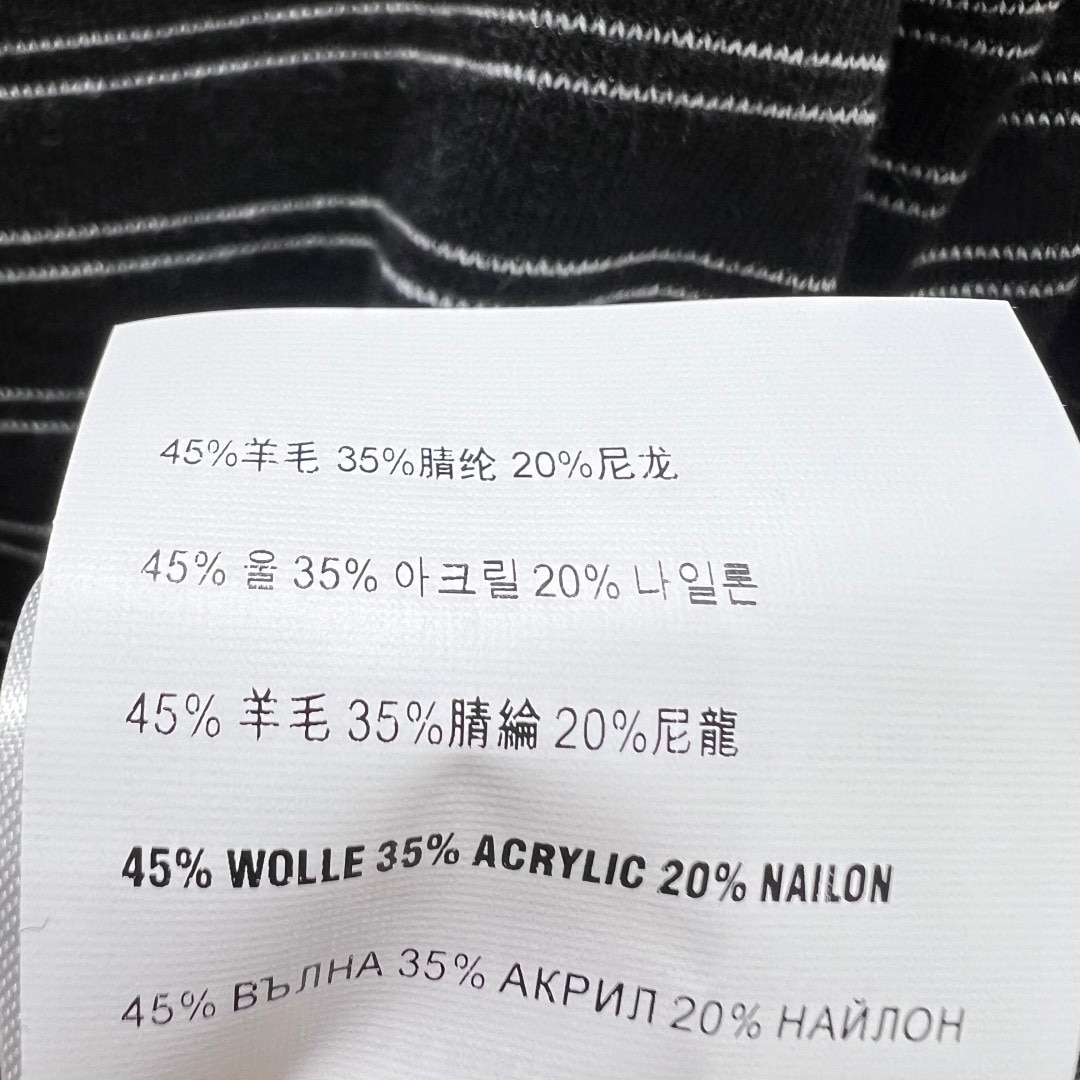 45%羊毛 35%腈纶 20%尼龙
45% 울 35% 아크릴 20% 나일론
45% 羊毛 35%腈綸 20%尼龍
45% WOLLE 35% ACRYLIC 20% NAILON
45% ВЪЛНА 35% АКРИЛ 20% НАЙЛОН